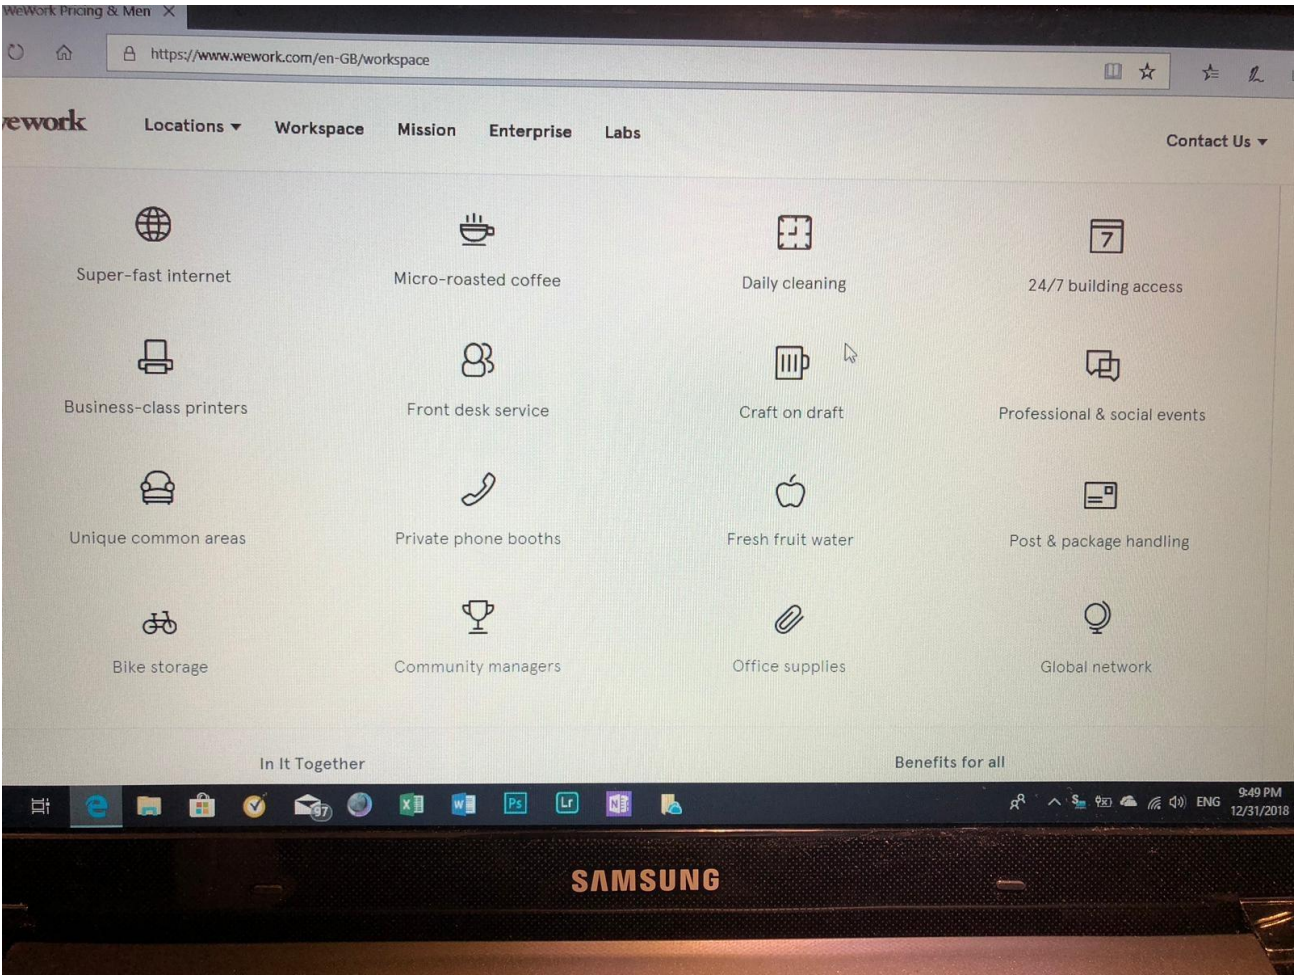 WeWork Pricing & Men
https://www.wework.com/en-GB/workspace
wework
Locations Workspace Mission Enterprise Labs
Contact Us
7
Super-fast internet
Micro-roasted coffee
Daily cleaning
24/7 building access
Business-class printers
Front desk service
Craft on draft
Professional & social events
Unique common areas
Private phone booths
Fresh fruit water
Post & package handling
Bike storage
Community managers
Office supplies
Global network
In It Together
Benefits for all
97
Ps
Lr
N
ENG
9:49 PM
12/31/2018
SAMSUNG